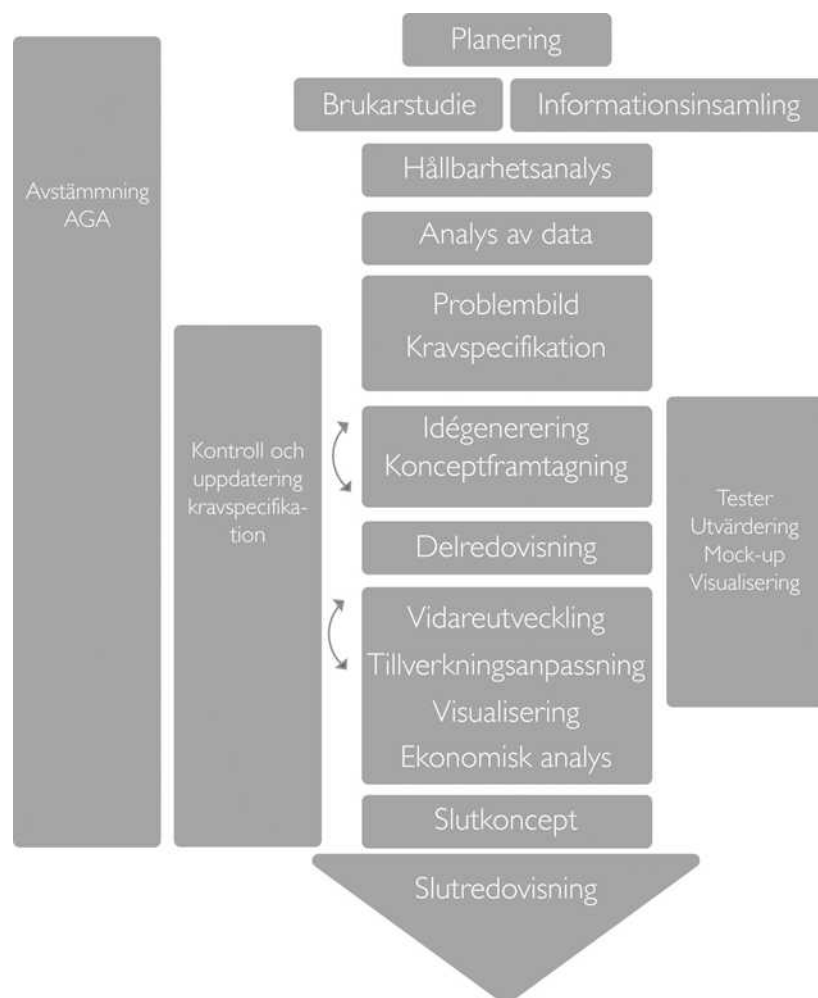 Planering
Brukarstudie
Informationsinsamling
Hållbarhetsanalys
Avstämmning
AGA
Analys av data
Problembild
Kravspecifikation
Idégenerering
Konceptframtagning
Kontroll och
uppdatering
kravspecifika-
tion
Tester
Utvärdering
Mock-up
Visualisering
Delredovisning
Vidareutveckling
Tillverkningsanpassning
Visualisering
Ekonomisk analys
Slutkoncept
Slutredovisning